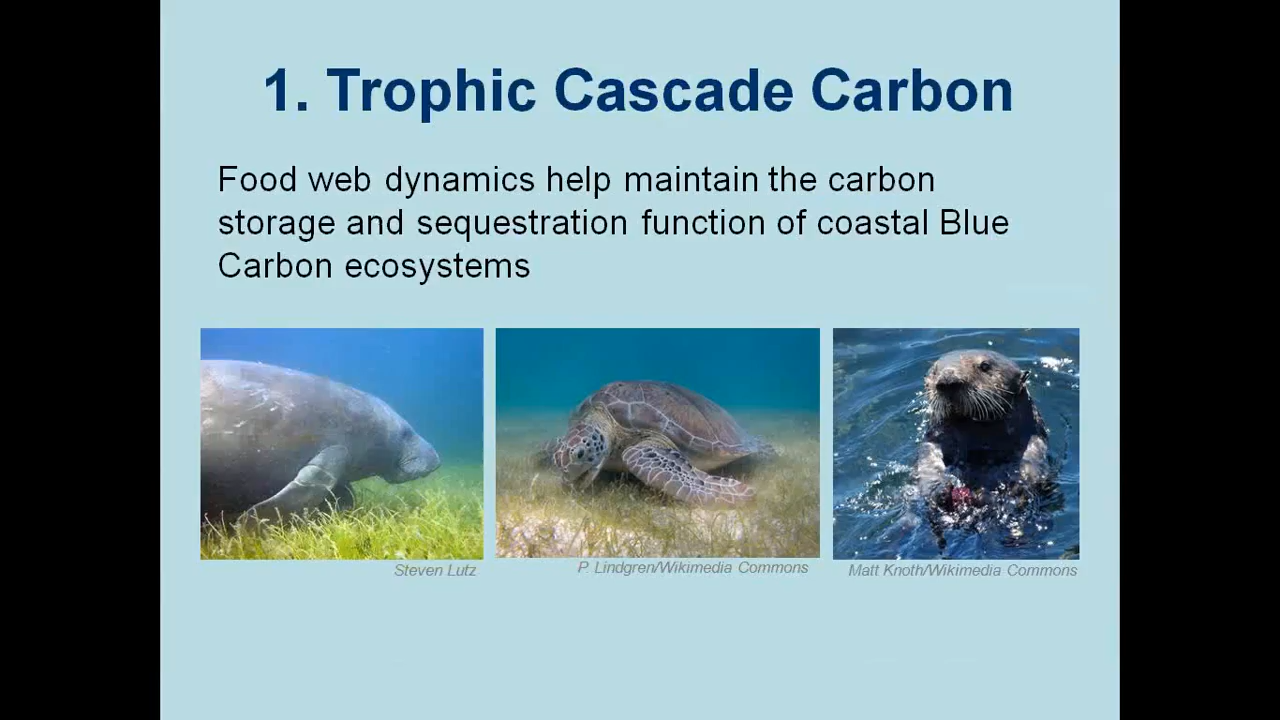 1. Trophic Cascade Carbon
Food web dynamics help maintain the carbon
storage and sequestration function of coastal Blue
Carbon ecosystems
Steven Lutz
P Lindgren/Wikimedia Commons
Matt Knoth/Wikimedia Commons